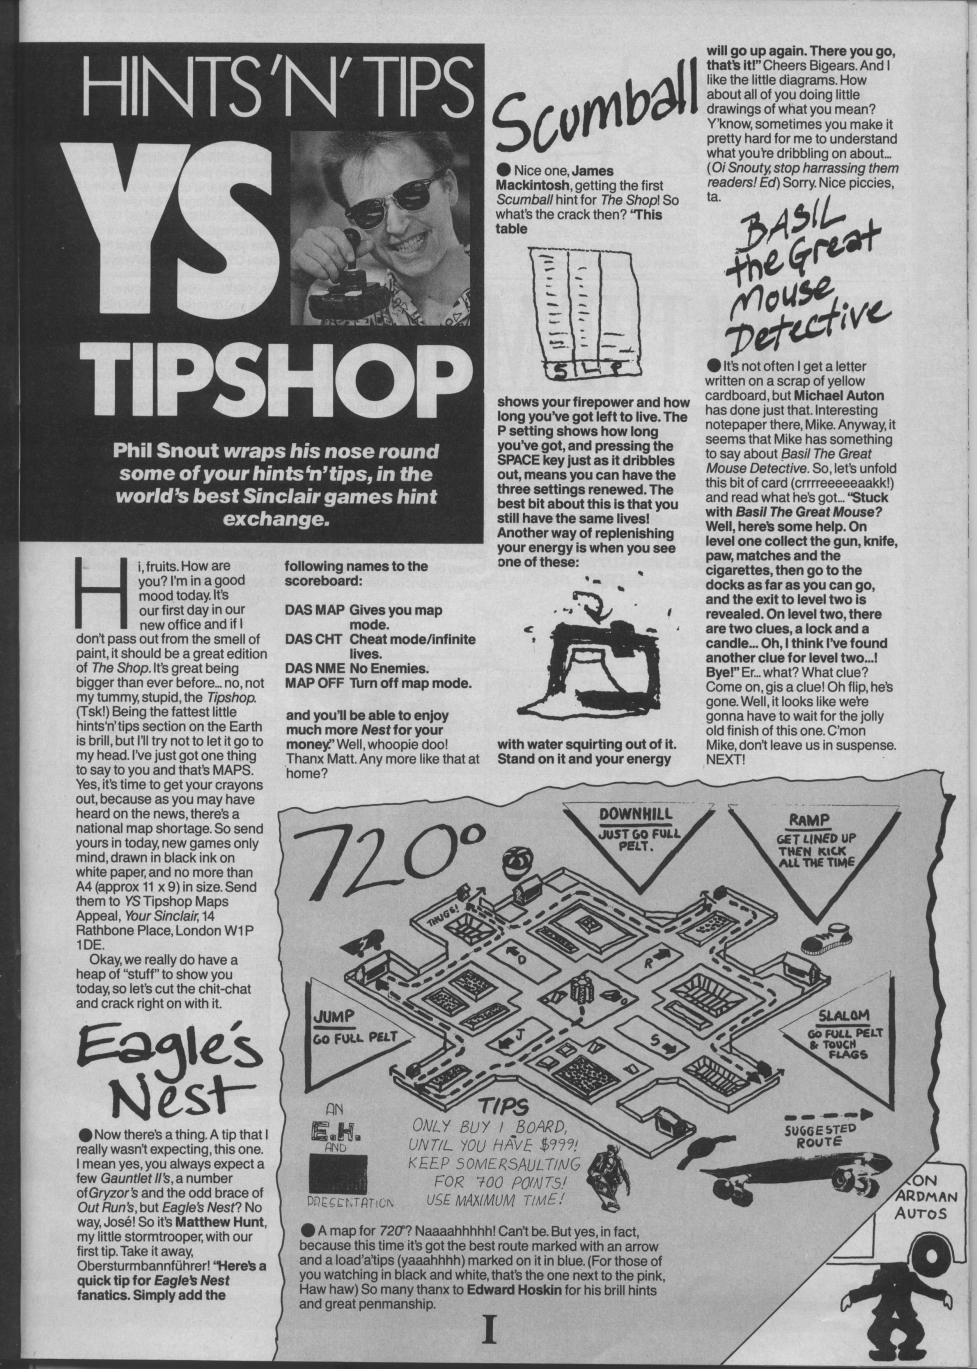 HINTS'N'TIPS
YS
TIPSHOP
Phil Snout wraps his nose round
some of your hints'n'tips, in the
world's best Sinclair games hint
exchange.
Hi, fruits. How are
you? I'm in a good
mood today. It's
our first day in our
new office and if I
don't pass out from the smell of
paint, it should be a great edition
of The Shop. It's great being
bigger than ever before... no, not
my tummy, stupid, the Tipshop.
(Tsk!) Being the fattest little
hints'n'tips section on the Earth
is brill, but I'll try not to let it go to
my head. I've just got one thing
to say to you and that's MAPS.
Yes, it's time to get your crayons
out, because as you may have
heard on the news, there's a
national map shortage. So send
yours in today, new games only
mind, drawn in black ink on
white paper, and no more than
A4 (approx 11 x 9) in size. Send
them to YS Tipshop Maps
Appeal, Your Sinclair, 14
Rathbone Place, London W1P
1DE.
Okay, we really do have a
heap of "stuff" to show you
today, so let's cut the chit-chat
and crack right on with it.
Eagle's
Nest
● Now there's a thing. A tip that I
really wasn't expecting, this one.
I mean yes, you always expect a
few Gauntlet II's, a number
of Gryzor's and the odd brace of
Out Run's, but Eagle's Nest? No
way, José! So it's Matthew Hunt,
my little stormtrooper, with our
first tip. Take it away,
Obersturmbannführer! "Here's a
quick tip for Eagle's Nest
fanatics. Simply add the
following names to the
scoreboard:
DAS MAP Gives you map
mode.
DAS CHT Cheat mode/infinite
lives.
DAS NME No Enemies.
MAP OFF Turn off map mode.
and you'll be able to enjoy
much more Nest for your
money." Well, whoopie doo!
Thanx Matt. Any more like that at
home?
Scumball
● Nice one, James
Mackintosh, getting the first
Scumball hint for The Shop! So
what's the crack then? "This
table
S L P
shows your firepower and how
long you've got left to live. The
P setting shows how long
you've got, and pressing the
SPACE key just as it dribbles
out, means you can have the
three settings renewed. The
best bit about this is that you
still have the same lives!
Another way of replenishing
your energy is when you see
one of these:
with water squirting out of it.
Stand on it and your energy
will go up again. There you go,
that's it!" Cheers Bigears. And I
like the little diagrams. How
about all of you doing little
drawings of what you mean?
Y'know, sometimes you make it
pretty hard for me to understand
what you're dribbling on about...
(Oi Snouty, stop harrassing them
readers! Ed) Sorry. Nice piccies,
ta.
BASIL
the Great
Mouse
Detective
● It's not often I get a letter
written on a scrap of yellow
cardboard, but Michael Auton
has done just that. Interesting
notepaper there, Mike. Anyway, it
seems that Mike has something
to say about Basil The Great
Mouse Detective. So, let's unfold
this bit of card (crrrreeeeeaakk!)
and read what he's got... "Stuck
with Basil The Great Mouse?
Well, here's some help. On
level one collect the gun, knife,
paw, matches and the
cigarettes, then go to the
docks as far as you can go,
and the exit to level two is
revealed. On level two, there
are two clues, a lock and a
candle... Oh, I think I've found
another clue for level two...!
Bye!" Er... what? What clue?
Come on, gis a clue! Oh flip, he's
gone. Well, it looks like we're
gonna have to wait for the jolly
old finish of this one. C'mon
Mike, don't leave us in suspense.
NEXT!
720°
DOWNHILL
JUST GO FULL
PELT.
RAMP
GET LINED UP
THEN KICK
ALL THE TIME
THUGS!
D
R
J
S
JUMP
GO FULL PELT
SLALOM
GO FULL PELT
& TOUCH
FLAGS
AN
E.H.
AND
PRESENTATION
TIPS
ONLY BUY 1 BOARD,
UNTIL YOU HAVE $999!
KEEP SOMERSAULTING
FOR 700 POINTS!
USE MAXIMUM TIME!
SUGGESTED
ROUTE
RON
ARDMAN
AUTOS
● A map for 720°? Naaaahhhhh! Can't be. But yes, in fact,
because this time it's got the best route marked with an arrow
and a load'a'tips (yaaahhhh) marked on it in blue. (For those of
you watching in black and white, that's the one next to the pink,
Haw haw) So many thanx to Edward Hoskin for his brill hints
and great penmanship.
I